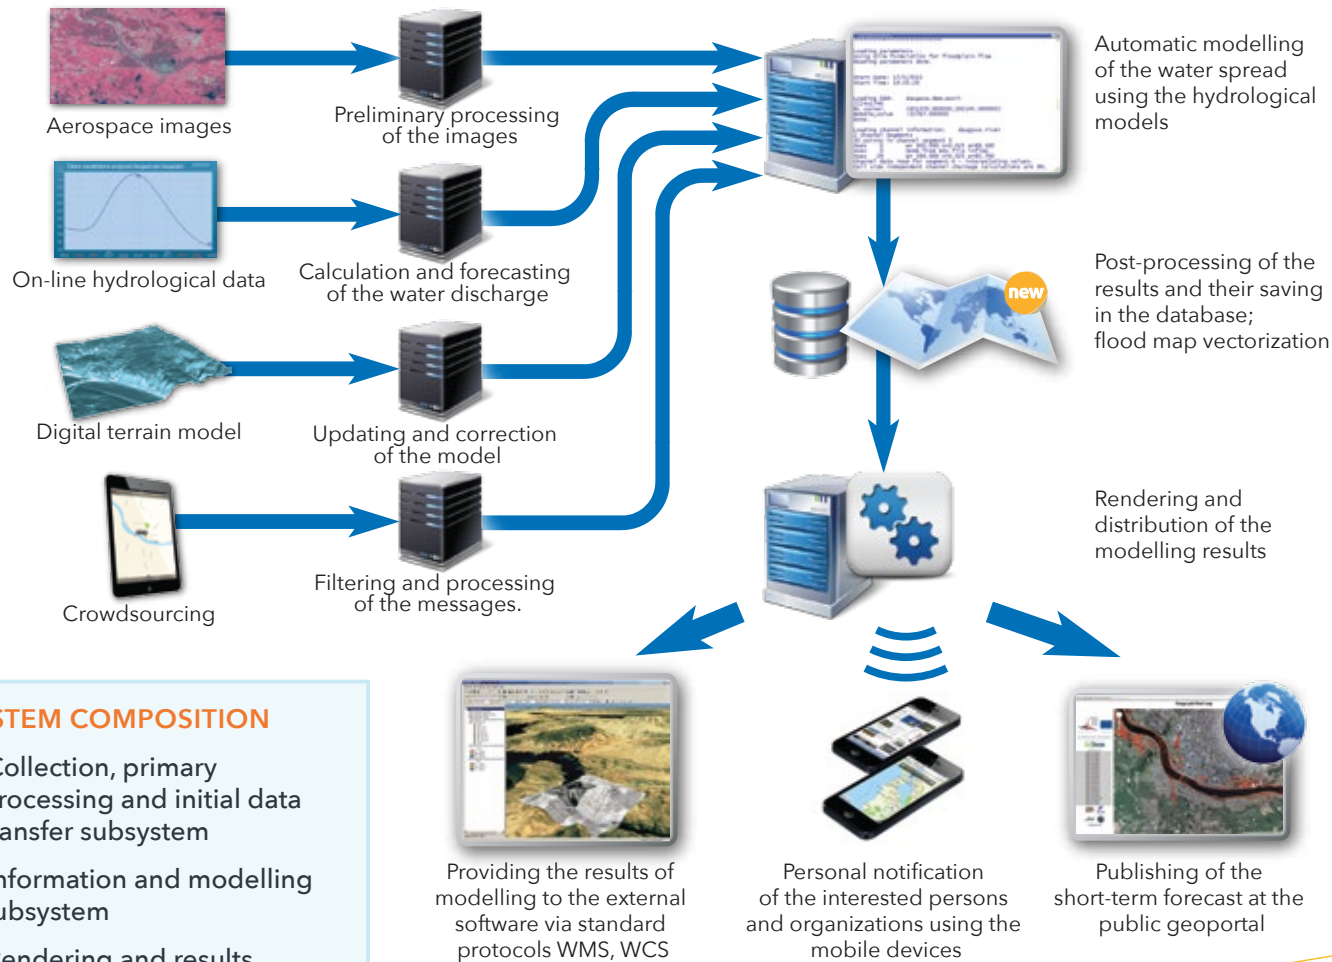 Aerospace images
Preliminary processing
of the images
Automatic modelling
of the water spread
using the hydrological
models
On-line hydrological data
Calculation and forecasting
of the water discharge
Post-processing of the
results and their saving
in the database;
flood map vectorization
new
Digital terrain model
Updating and correction
of the model
Crowdsourcing
Filtering and processing
of the messages.
Rendering and
distribution of the
modelling results
STEM COMPOSITION
Collection, primary
rocessing and initial data
ansfer subsystem
nformation and modelling
ubsystem
endering and results
Providing the results of
modelling to the external
software via standard
protocols WMS, WCS
Personal notification
of the interested persons
and organizations using the
mobile devices
Publishing of the
short-term forecast at the
public geoportal